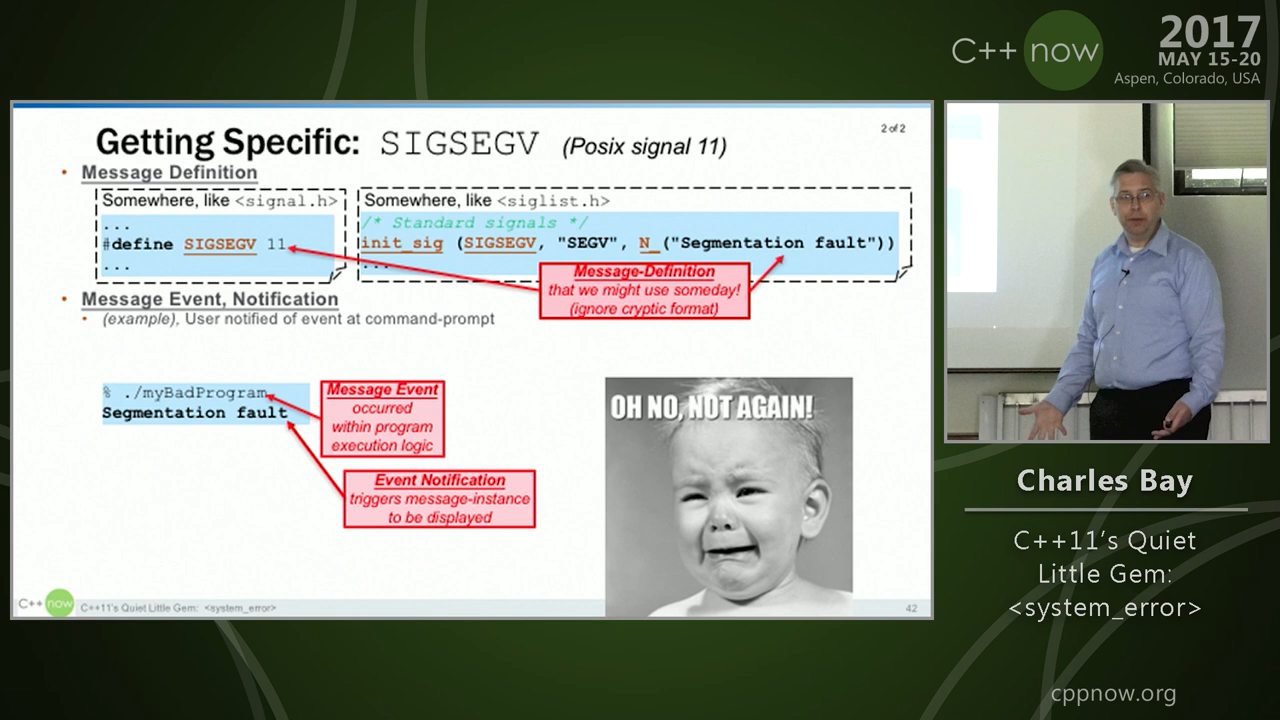 C++ now
2017
MAY 15-20
Aspen, Colorado, USA
Getting Specific: SIGSEGV (Posix signal 11)
2 of 2
• Message Definition
Somewhere, like <signal.h>
...
#define SIGSEGV 11
...
Somewhere, like <siglist.h>
/* Standard signals */
init_sig (SIGSEGV, "SEGV", N_("Segmentation fault"))
...
Message-Definition
that we might use someday!
(ignore cryptic format)
• Message Event, Notification
• (example), User notified of event at command-prompt
% ./myBadProgram
Segmentation fault
Message Event
occurred
within program
execution logic
Event Notification
triggers message-instance
to be displayed
OH NO, NOT AGAIN!
C++ now
C++11's Quiet Little Gem: <system_error>
42
Charles Bay
C++11’s Quiet
Little Gem:
<system_error>
cppnow.org